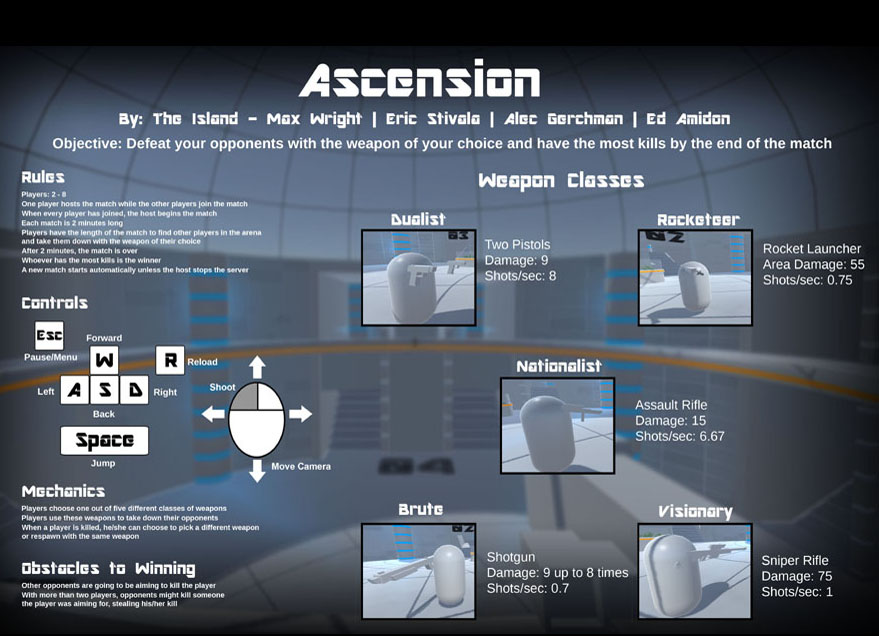 Ascension
By: The Island - Max Wright | Eric Stivala | Alec Gerchman | Ed Amidon
Objective: Defeat your opponents with the weapon of your choice and have the most kills by the end of the match
Rules
Players: 2 - 8
One player hosts the match while the other players join the match
When every player has joined, the host begins the match
Each match is 2 minutes long
Players have the length of the match to find other players in the arena
and take them down with the weapon of their choice
After 2 minutes, the match is over
Whoever has the most kills is the winner
A new match starts automatically unless the host stops the server
Controls
Esc
Pause/Menu
Forward
W
R
Reload
Left
A
S
D
Right
Back
Space
Jump
Shoot
Move Camera
Mechanics
Players choose one out of five different classes of weapons
Players use these weapons to take down their opponents
When a player is killed, he/she can choose to pick a different weapon
or respawn with the same weapon
Obstacles to Winning
Other opponents are going to be aiming to kill the player
With more than two players, opponents might kill someone
the player was aiming for, stealing his/her kill
Weapon Classes
Dualist
03
Two Pistols
Damage: 9
Shots/sec: 8
Rocketeer
02
Rocket Launcher
Area Damage: 55
Shots/sec: 0.75
Nationalist
Assault Rifle
Damage: 15
Shots/sec: 6.67
04
Brute
02
Shotgun
Damage: 9 up to 8 times
Shots/sec: 0.7
Visionary
Sniper Rifle
Damage: 75
Shots/sec: 1